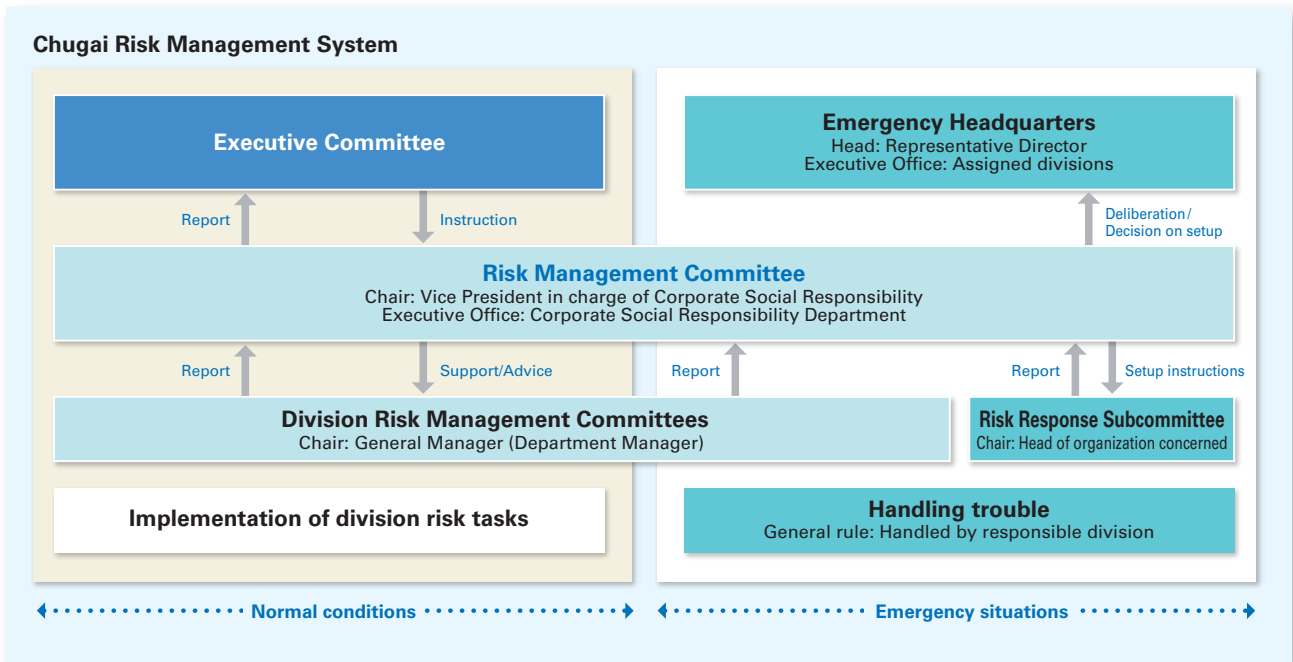 Chugai Risk Management System
Executive Committee
Emergency Headquarters
Head: Representative Director
Executive Office: Assigned divisions
Report
Instruction
Deliberation/
Decision on setup
Risk Management Committee
Chair: Vice President in charge of Corporate Social Responsibility
Executive Office: Corporate Social Responsibility Department
Report
Support/Advice
Report
Report
Setup instructions
Division Risk Management Committees
Chair: General Manager (Department Manager)
Risk Response Subcommittee
Chair: Head of organization concerned
Implementation of division risk tasks
Handling trouble
General rule: Handled by responsible division
Normal conditions
Emergency situations